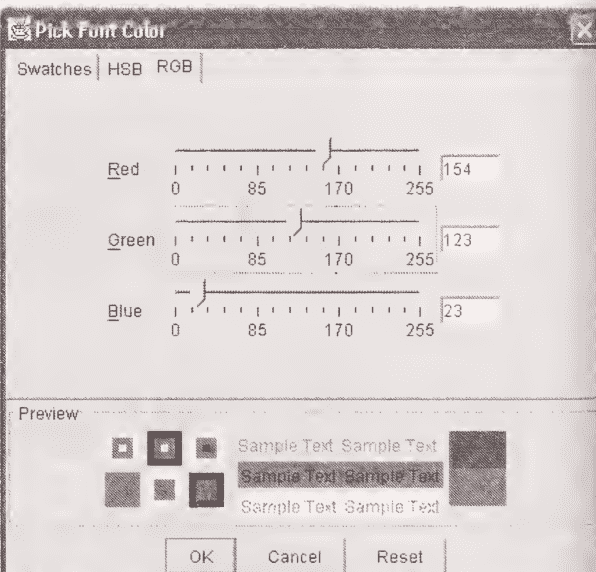 Pick Font Color
Swatches HSB RGB
Red 154
0 85 170 255
Green 123
0 85 170 255
Blue 23
0 85 170 255
Preview
Sample Text Sample Text
Sample Text Sample Text
Sample Text Sample Text
OK Cancel Reset